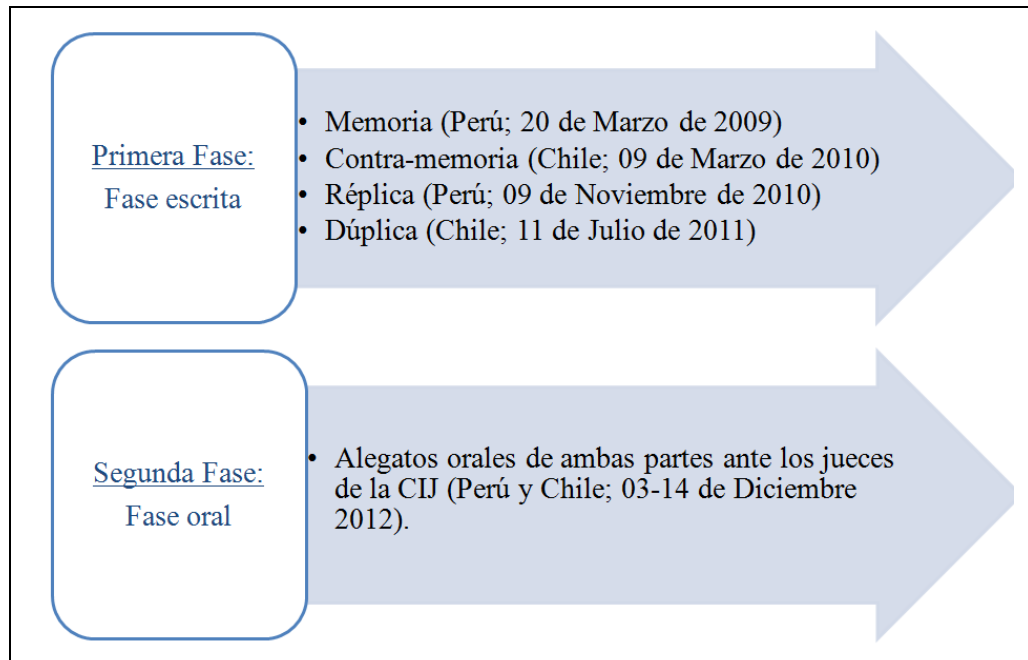 Primera Fase:
Fase escrita
• Memoria (Perú; 20 de Marzo de 2009)
• Contra-memoria (Chile; 09 de Marzo de 2010)
• Réplica (Perú; 09 de Noviembre de 2010)
• Dúplica (Chile; 11 de Julio de 2011)
Segunda Fase:
Fase oral
• Alegatos orales de ambas partes ante los jueces
de la CIJ (Perú y Chile; 03-14 de Diciembre
2012).